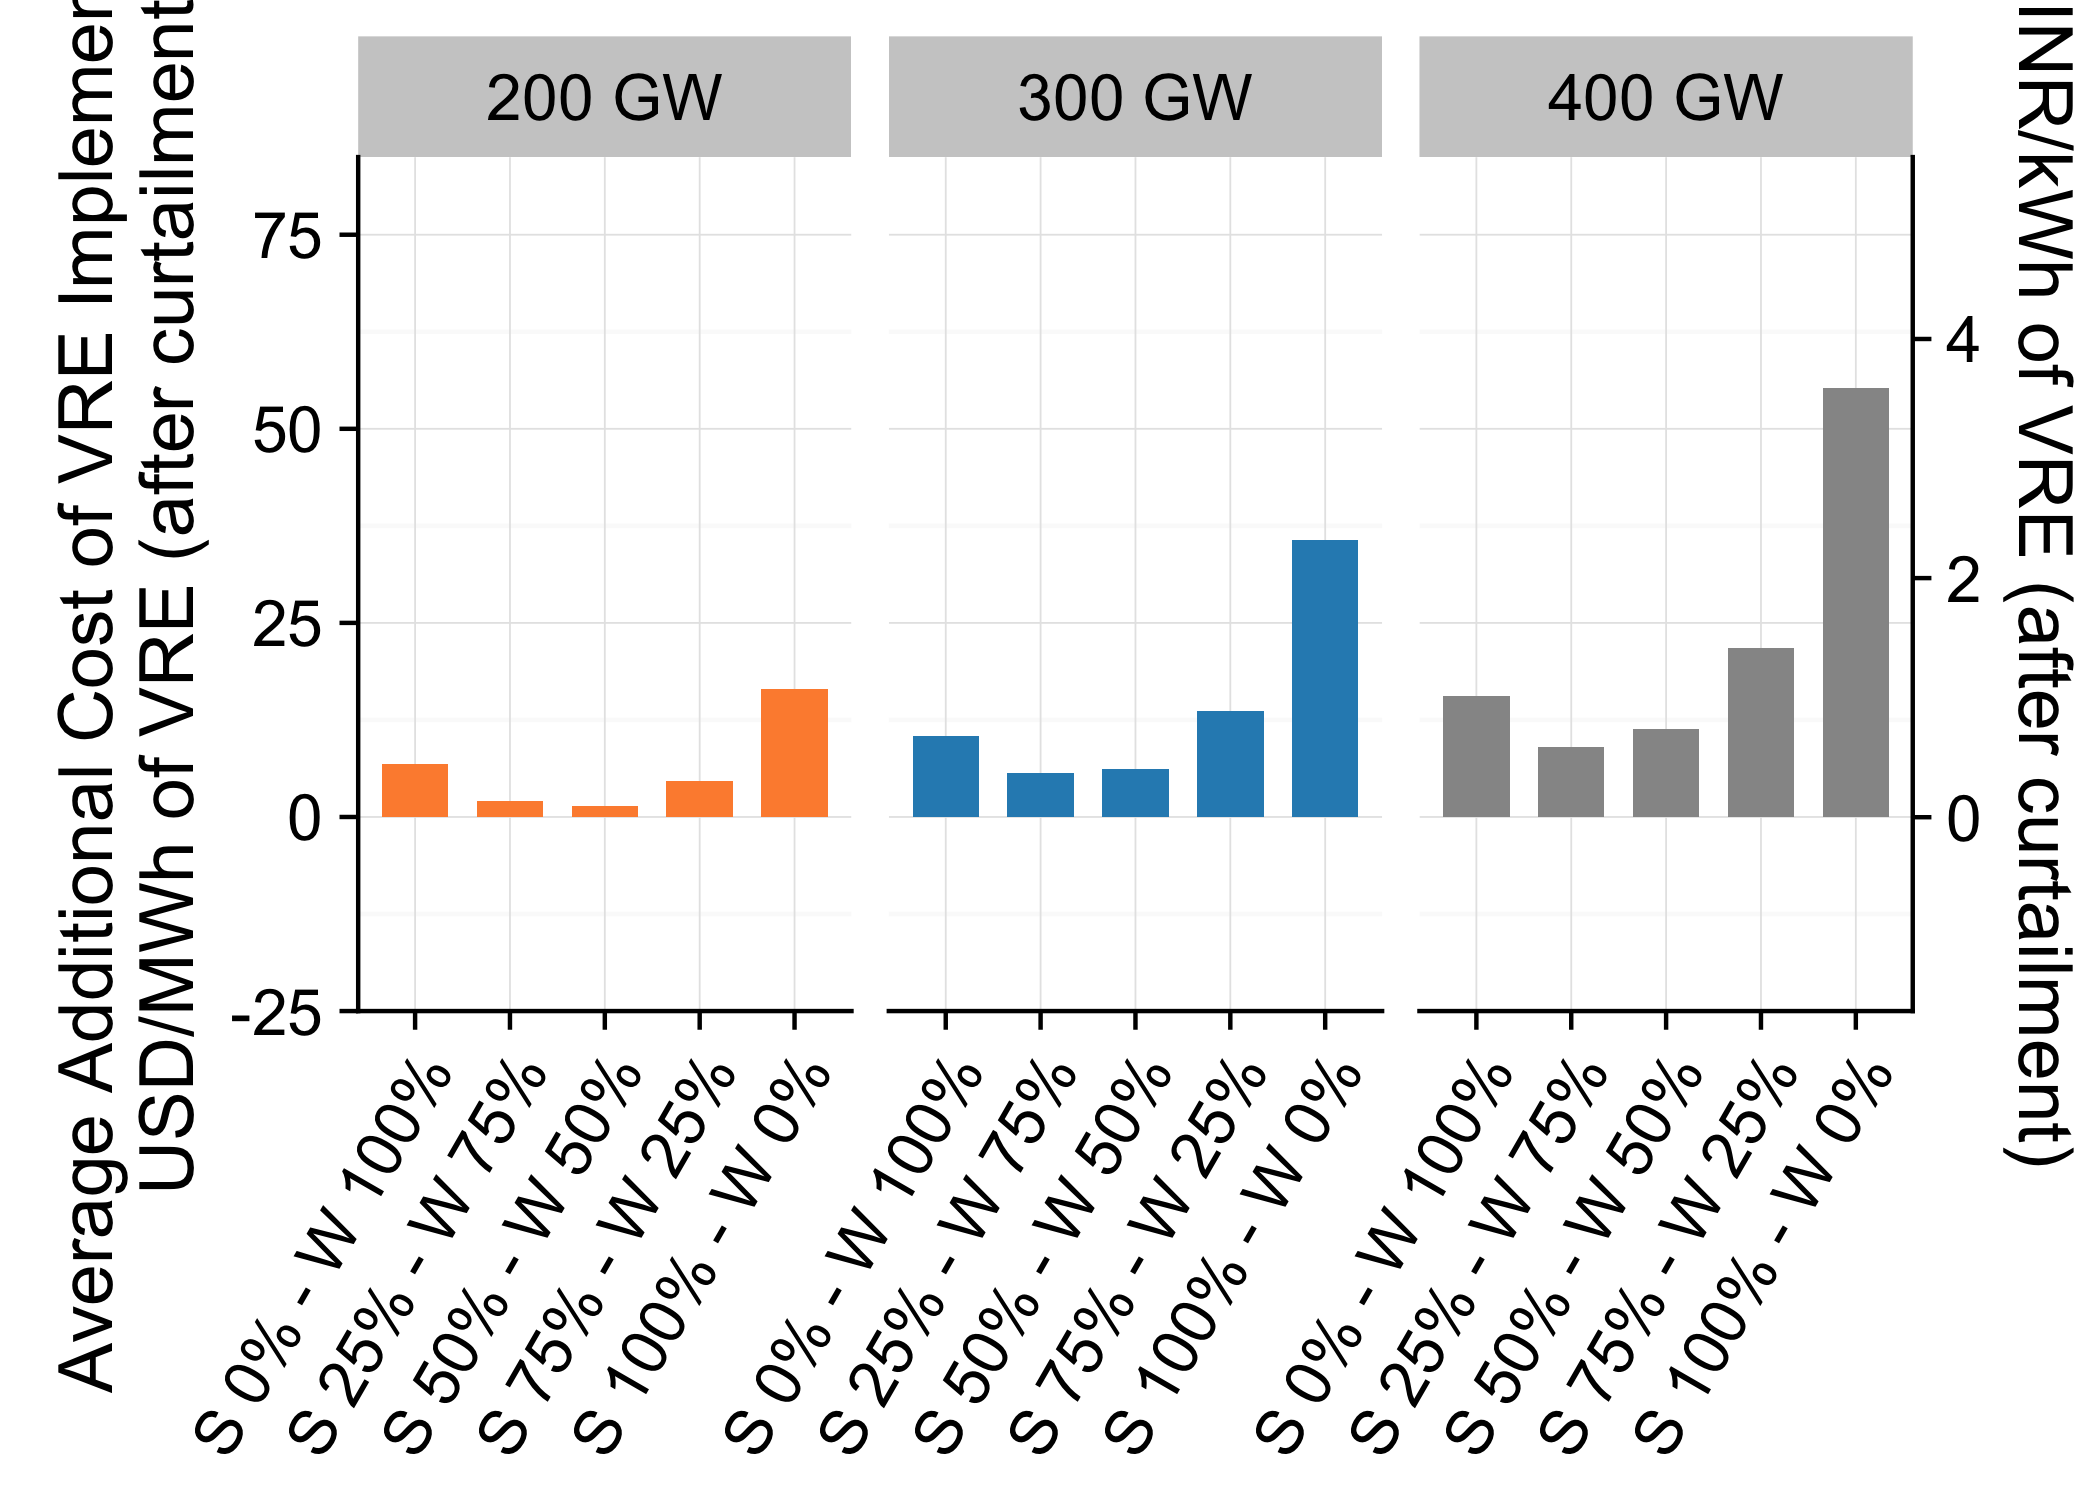 Average Additional Cost of VRE Implemen
USD/MWh of VRE (after curtailment
200 GW
300 GW
400 GW
75
50
25
0
-25
4
2
0
INR/kWh of VRE (after curtailment)
S 0% - W 100%
S 25% - W 75%
S 50% - W 50%
S 75% - W 25%
S 100% - W 0%
S 0% - W 100%
S 25% - W 75%
S 50% - W 50%
S 75% - W 25%
S 100% - W 0%
S 0% - W 100%
S 25% - W 75%
S 50% - W 50%
S 75% - W 25%
S 100% - W 0%